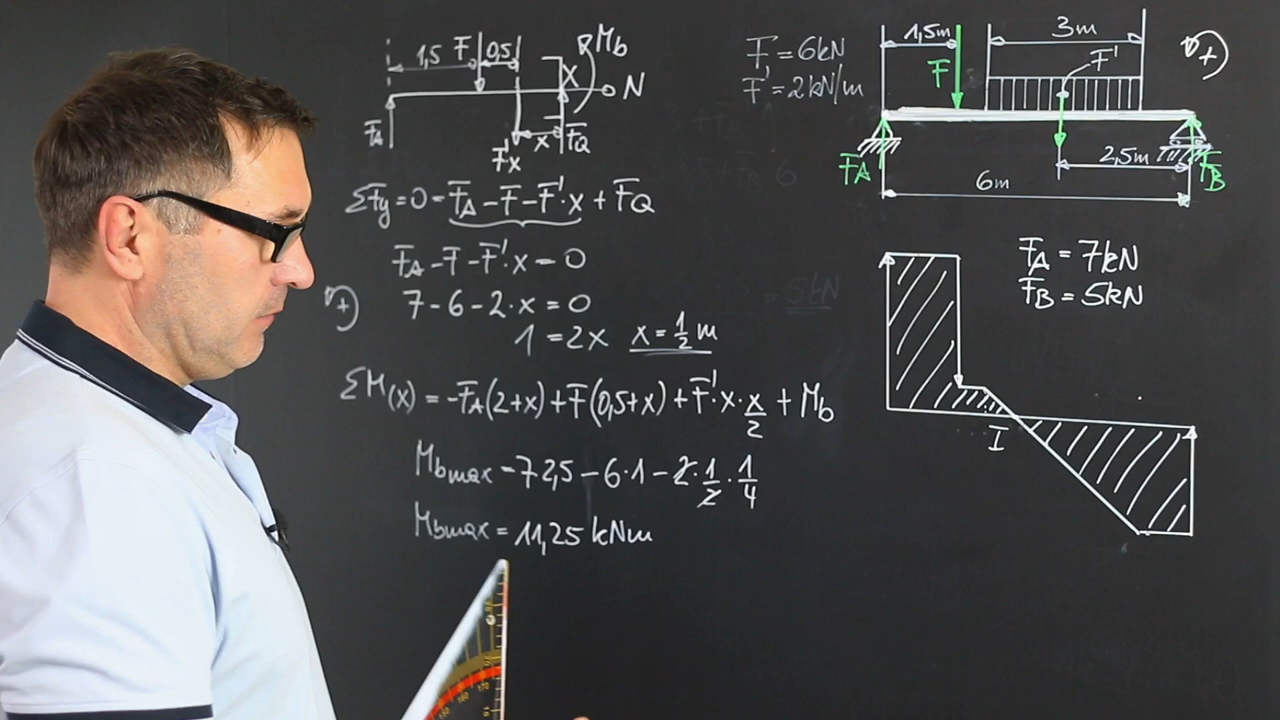 1,5 F 0,5 Mb
X N
FA F'x x FQ
ΣFy = 0 = FA - F - F'·x + FQ
FA - F - F'·x = 0
+) 7 - 6 - 2·x = 0
1 = 2x x = 1/2 m
ΣM(x) = -FA(2+x) + F(0,5+x) + F'·x·x/2 + Mb
Mbmax = 7 2,5 - 6·1 - 2·1/2·1/4
Mbmax = 11,25 kNm
F = 6kN
F' = 2kN/m
1,5m 3m
F F' +)
2,5m
FA FB
6m
FA = 7kN
FB = 5kN
I
= 5kN